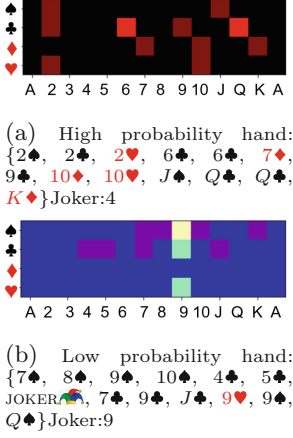 ♠
♣
♦
♥
A 2 3 4 5 6 7 8 9 10 J Q K A
(a) High probability hand:
{2♠, 2♣, 2♥, 6♣, 6♣, 7♦,
9♣, 10♦, 10♥, J♠, Q♣, Q♣,
K♦}Joker:4
♠
♣
♦
♥
A 2 3 4 5 6 7 8 9 10 J Q K A
(b) Low probability hand:
{7♠, 8♠, 9♠, 10♠, 4♣, 5♣,
JOKER, 7♣, 9♣, J♣, 9♥, 9♠,
Q♠}Joker:9